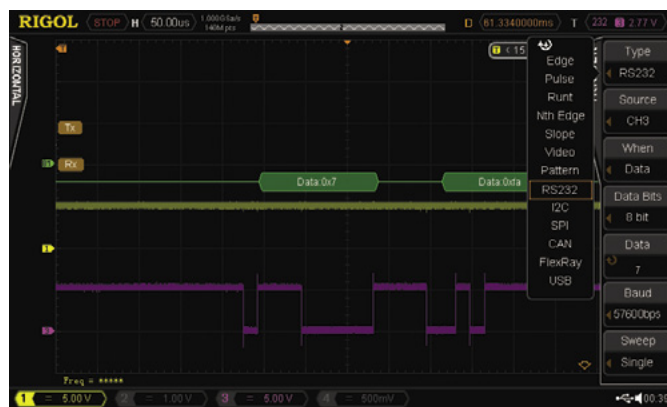 RIGOL STOP H 50.00us 1.000GSa/s 140M pts D 61.3340000ms T 232 3 2.77 V
HORIZONTAL
T < 15
Tx
Rx
Data:0x7 Data:0xda
Edge
Pulse
Runt
Nth Edge
Slope
Video
Pattern
RS232
I2C
SPI
CAN
FlexRay
USB
Type
RS232
Source
CH3
When
Data
Data Bits
8 bit
Data
7
Baud
57600bps
Sweep
Single
Freq = *****
1 = 5.00 V 2 = 1.00 V 3 = 5.00 V 4 = 500mV